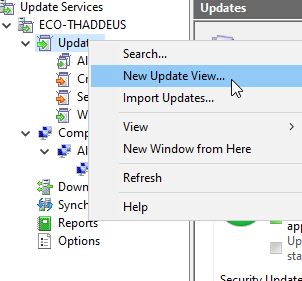 Update Services
ECO-THADDEUS
Updat
Al
Cr
Se
W
Comp
Al
Down
Synch
Reports
Options
Search...
New Update View...
Import Updates...
View
New Window from Here
Refresh
Help
Updates
app
Up
sta
Security Update